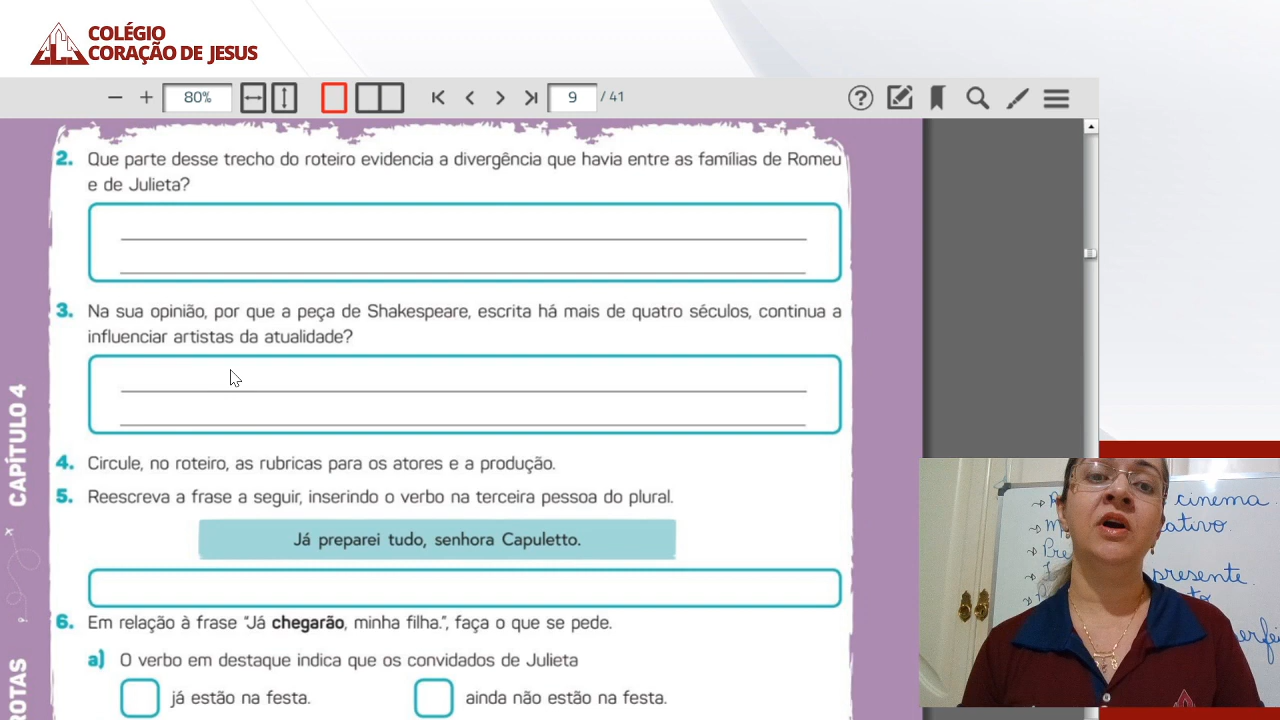 COLÉGIO
CORAÇÃO DE JESUS
80%
9 / 41
2. Que parte desse trecho do roteiro evidencia a divergência que havia entre as famílias de Romeu
e de Julieta?
3. Na sua opinião, por que a peça de Shakespeare, escrita há mais de quatro séculos, continua a
influenciar artistas da atualidade?
CAPÍTULO 4
4. Circule, no roteiro, as rubricas para os atores e a produção.
5. Reescreva a frase a seguir, inserindo o verbo na terceira pessoa do plural.
Já preparei tudo, senhora Capuletto.
6. Em relação à frase “Já chegarão, minha filha.”, faça o que se pede.
a) O verbo em destaque indica que os convidados de Julieta
já estão na festa. ainda não estão na festa.
ROTAS
cinema
presente